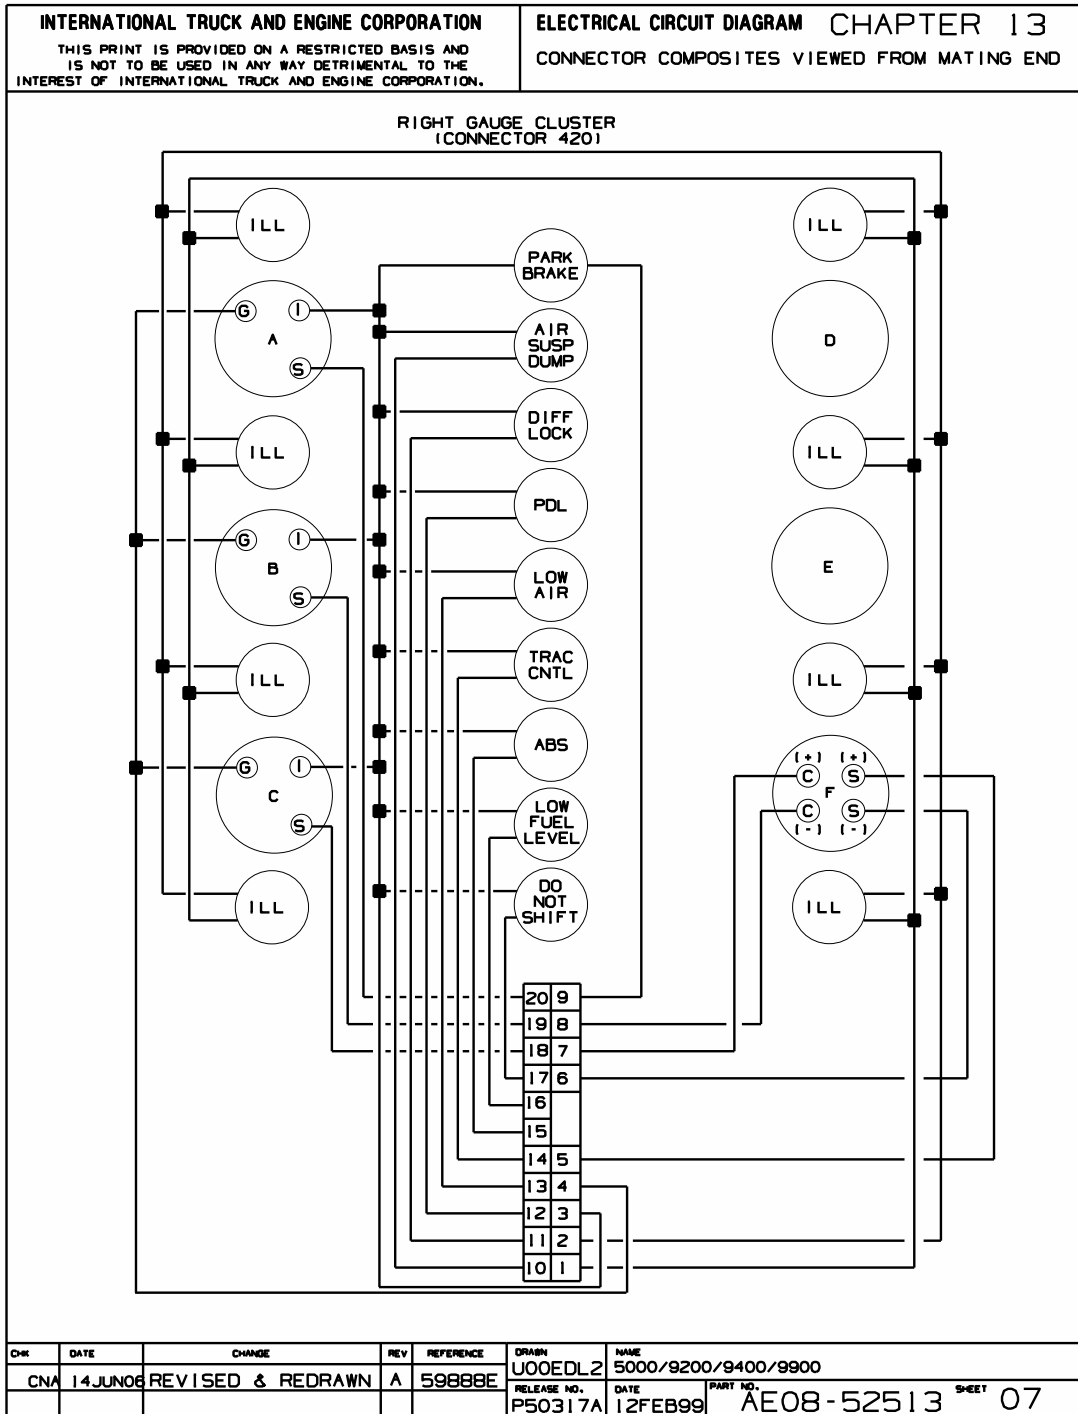 INTERNATIONAL TRUCK AND ENGINE CORPORATION
THIS PRINT IS PROVIDED ON A RESTRICTED BASIS AND
IS NOT TO BE USED IN ANY WAY DETRIMENTAL TO THE
INTEREST OF INTERNATIONAL TRUCK AND ENGINE CORPORATION.
ELECTRICAL CIRCUIT DIAGRAM CHAPTER 13
CONNECTOR COMPOSITES VIEWED FROM MATING END
RIGHT GAUGE CLUSTER
(CONNECTOR 420)
ILL
G I
A
S
ILL
G I
B
S
ILL
G I
C
S
ILL
PARK
BRAKE
AIR
SUSP
DUMP
DIFF
LOCK
PDL
LOW
AIR
TRAC
CNTL
ABS
LOW
FUEL
LEVEL
DO
NOT
SHIFT
ILL
D
ILL
E
ILL
(+) (+)
C S
F
C S
(-) (-)
ILL
20 9
19 8
18 7
17 6
16
15
14 5
13 4
12 3
11 2
10 1
CHK DATE CHANGE REV REFERENCE
CNA 14JUN06 REVISED & REDRAWN A 59888E
DRAWN
U00EDL2
NAME
5000/9200/9400/9900
RELEASE NO.
P50317A
DATE
12FEB99
PART NO.
AE08-52513
SHEET 07